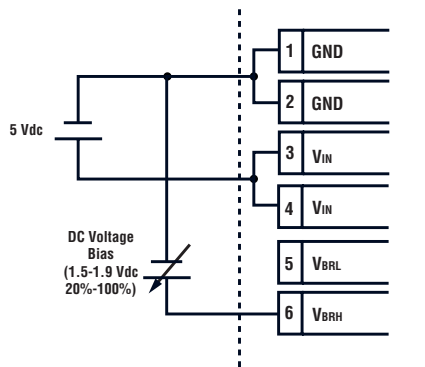 1 GND
2 GND
5 Vdc
3 VIN
4 VIN
DC Voltage
Bias
(1.5-1.9 Vdc
20%-100%)
5 VBRL
6 VBRH